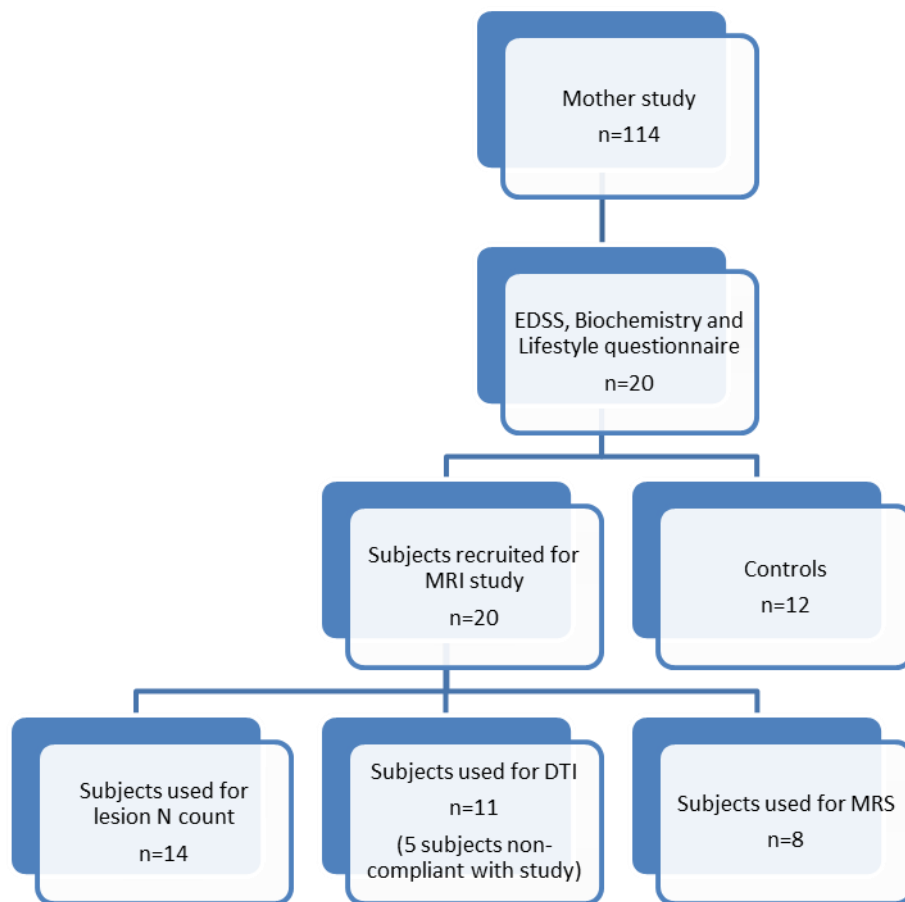 Mother study
n=114
EDSS, Biochemistry and
Lifestyle questionnaire
n=20
Subjects recruited for
MRI study
n=20
Controls
n=12
Subjects used for
lesion N count
n=14
Subjects used for DTI
n=11
(5 subjects non-
compliant with study)
Subjects used for MRS
n=8